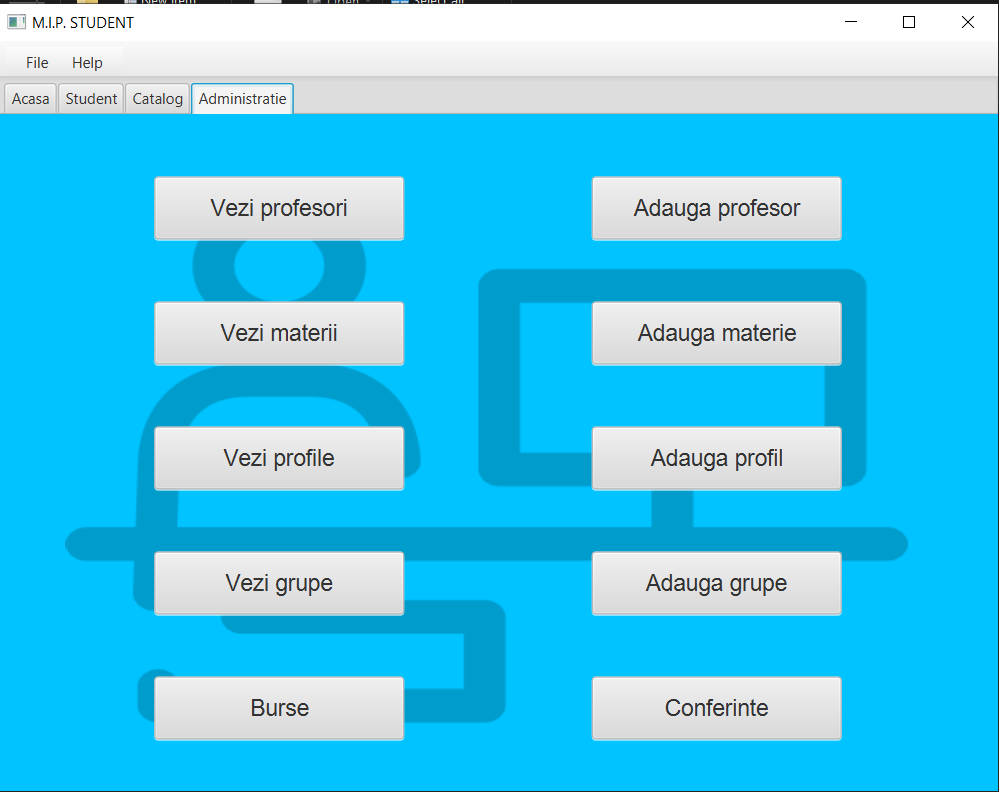 M.I.P. STUDENT
File Help
Acasa Student Catalog Administratie
Vezi profesori Adauga profesor
Vezi materii Adauga materie
Vezi profile Adauga profil
Vezi grupe Adauga grupe
Burse Conferinte